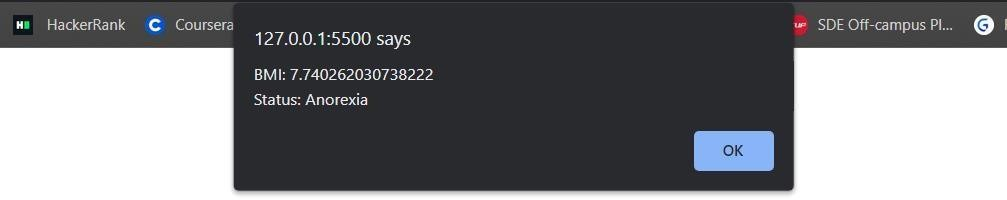 HackerRank Coursera SDE Off-campus Pl...
127.0.0.1:5500 says
BMI: 7.740262030738222
Status: Anorexia
OK